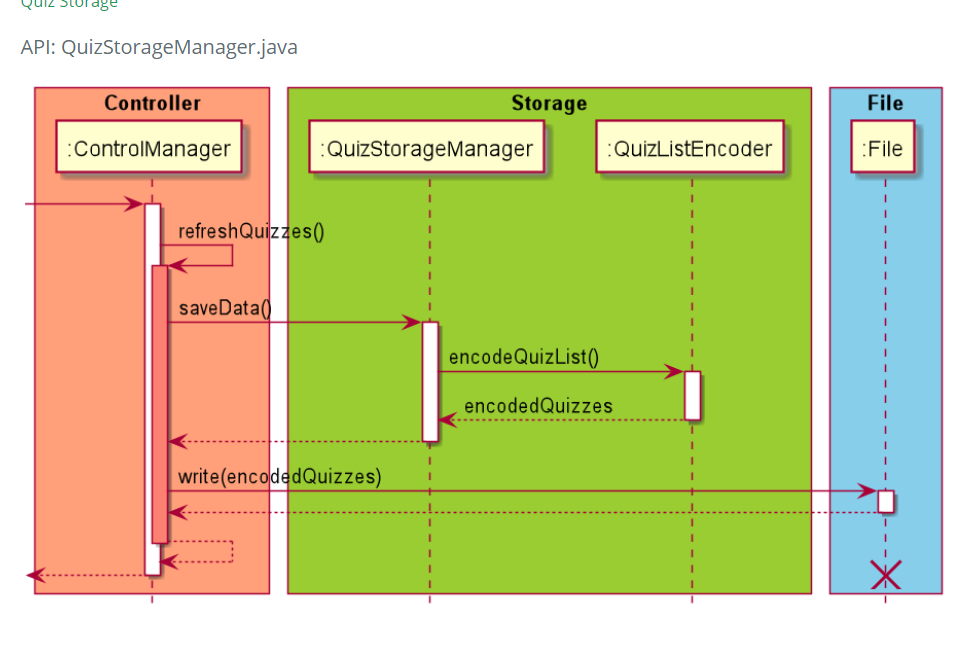 Quiz Storage
API: QuizStorageManager.java
Controller
Storage
File
:ControlManager
:QuizStorageManager
:QuizListEncoder
:File
refreshQuizzes()
saveData()
encodeQuizList()
encodedQuizzes
write(encodedQuizzes)